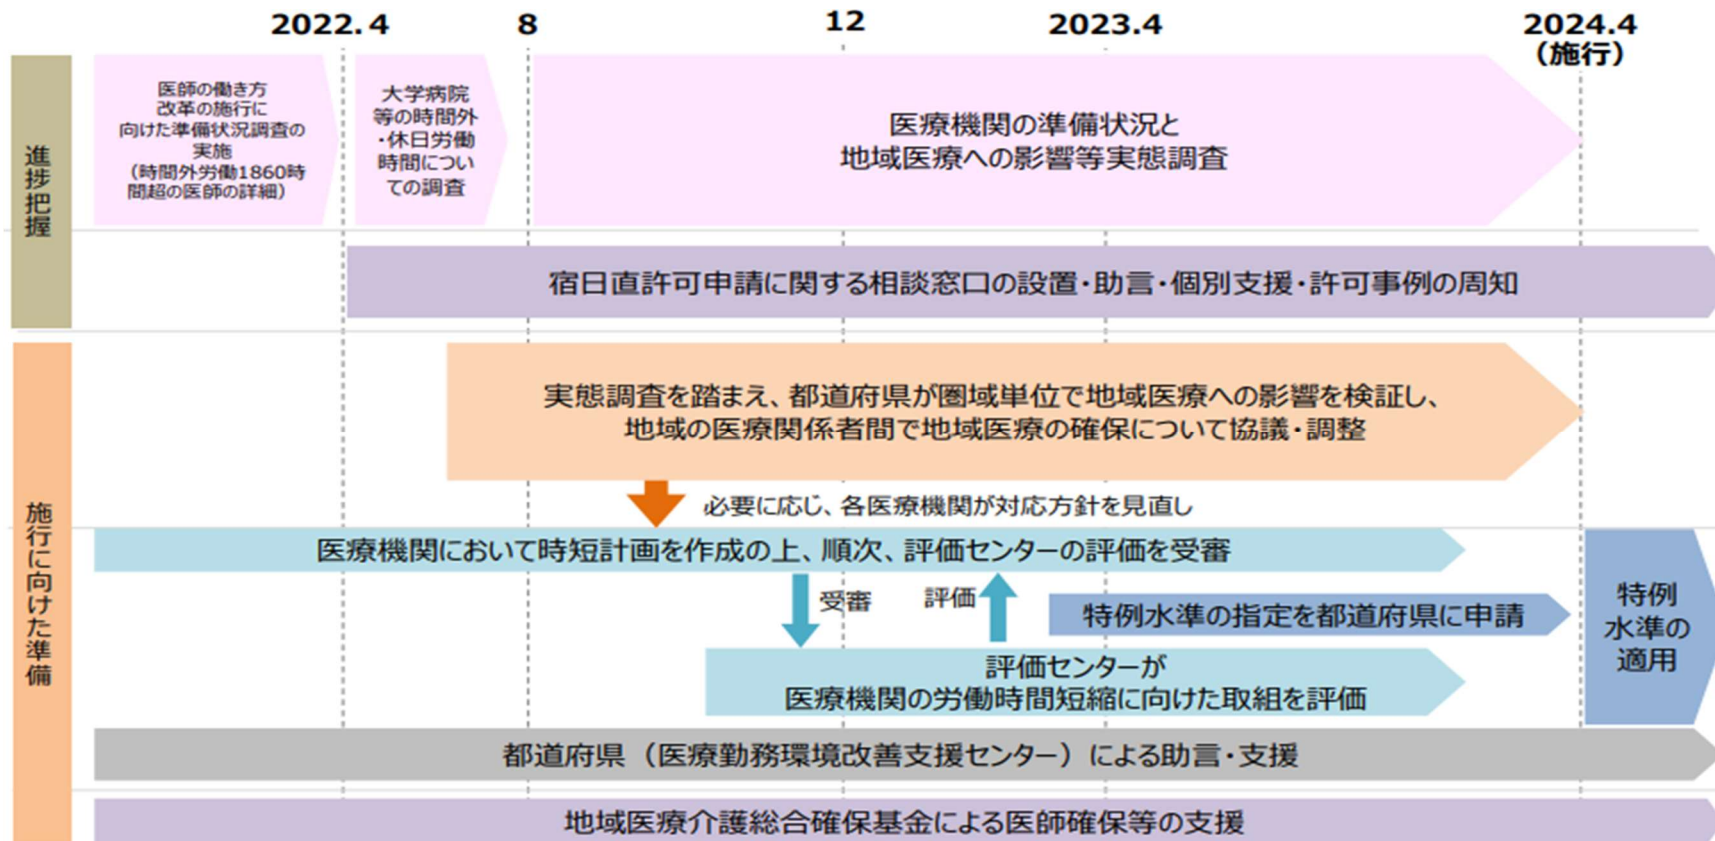 2022.4
8
12
2023.4
2024.4
（施行）
進捗把握
医師の働き方
改革の施行に
向けた準備状況調査の
実施
（時間外労働1860時
間超の医師の詳細）
大学病院
等の時間外
・休日労働
時間につい
ての調査
医療機関の準備状況と
地域医療への影響等実態調査
宿日直許可申請に関する相談窓口の設置・助言・個別支援・許可事例の周知
施行に向けた準備
実態調査を踏まえ、都道府県が圏域単位で地域医療への影響を検証し、
地域の医療関係者間で地域医療の確保について協議・調整
必要に応じ、各医療機関が対応方針を見直し
医療機関において時短計画を作成の上、順次、評価センターの評価を受審
受審
評価
特例水準の指定を都道府県に申請
特例
水準の
適用
評価センターが
医療機関の労働時間短縮に向けた取組を評価
都道府県（医療勤務環境改善支援センター）による助言・支援
地域医療介護総合確保基金による医師確保等の支援